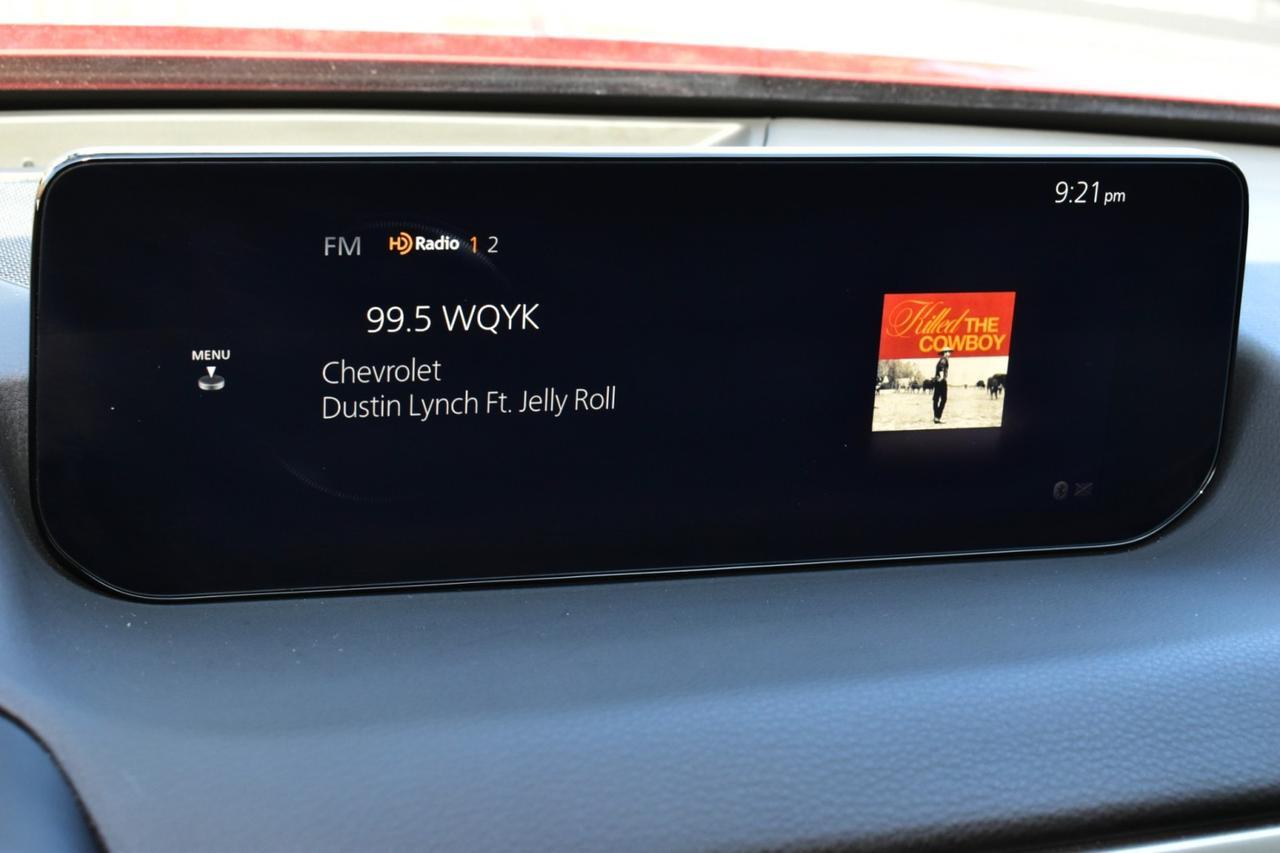 9:21 pm
FM HD Radio 1 2
99.5 WQYK
MENU
Chevrolet
Dustin Lynch Ft. Jelly Roll
Killed THE
COWBOY